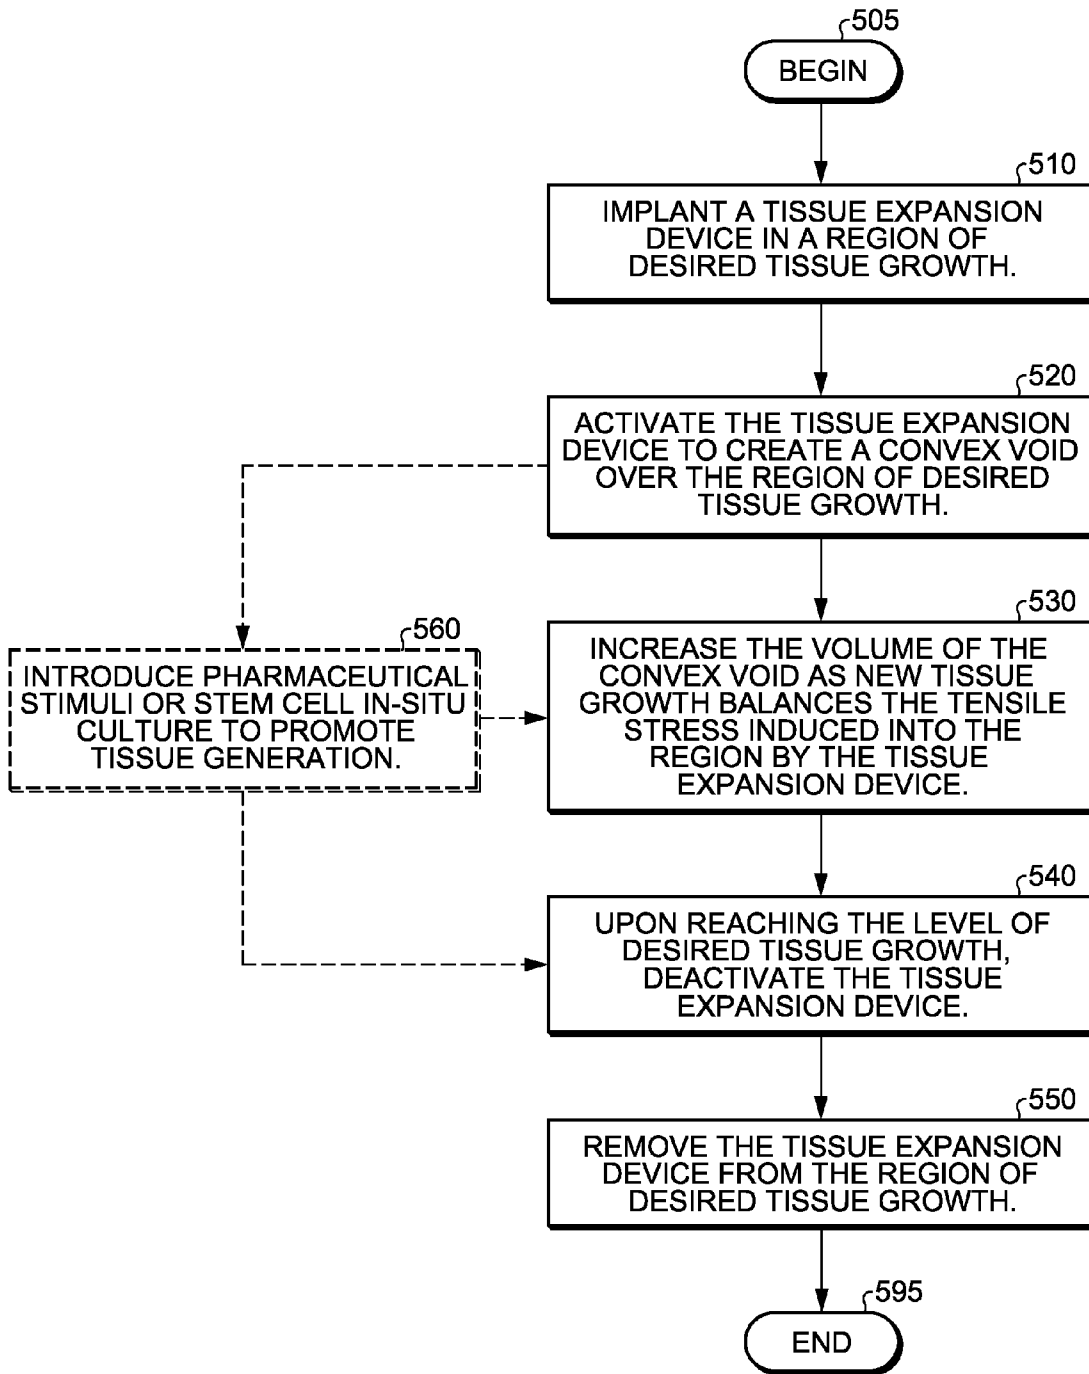 505
BEGIN
510
IMPLANT A TISSUE EXPANSION
DEVICE IN A REGION OF
DESIRED TISSUE GROWTH.
520
ACTIVATE THE TISSUE EXPANSION
DEVICE TO CREATE A CONVEX VOID
OVER THE REGION OF DESIRED
TISSUE GROWTH.
560
INTRODUCE PHARMACEUTICAL
STIMULI OR STEM CELL IN-SITU
CULTURE TO PROMOTE
TISSUE GENERATION.
530
INCREASE THE VOLUME OF THE
CONVEX VOID AS NEW TISSUE
GROWTH BALANCES THE TENSILE
STRESS INDUCED INTO THE
REGION BY THE TISSUE
EXPANSION DEVICE.
540
UPON REACHING THE LEVEL OF
DESIRED TISSUE GROWTH,
DEACTIVATE THE TISSUE
EXPANSION DEVICE.
550
REMOVE THE TISSUE EXPANSION
DEVICE FROM THE REGION OF
DESIRED TISSUE GROWTH.
595
END